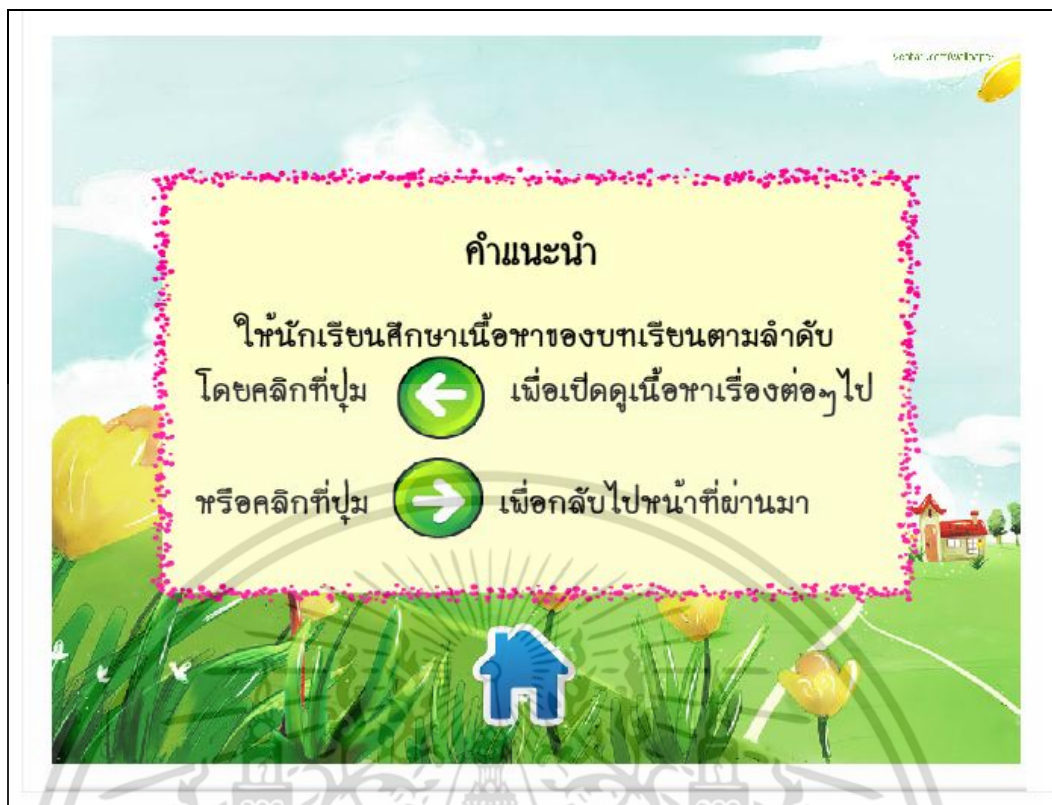 คำแนะนำ
ให้นักเรียนศึกษาเนื้อหาของบทเรียนตามลำดับ
โดยคลิกที่ปุ่ม เพื่อเปิดดูเนื้อหาเรื่องต่อๆไป
หรือคลิกที่ปุ่ม เพื่อกลับไปหน้าที่ผ่านมา